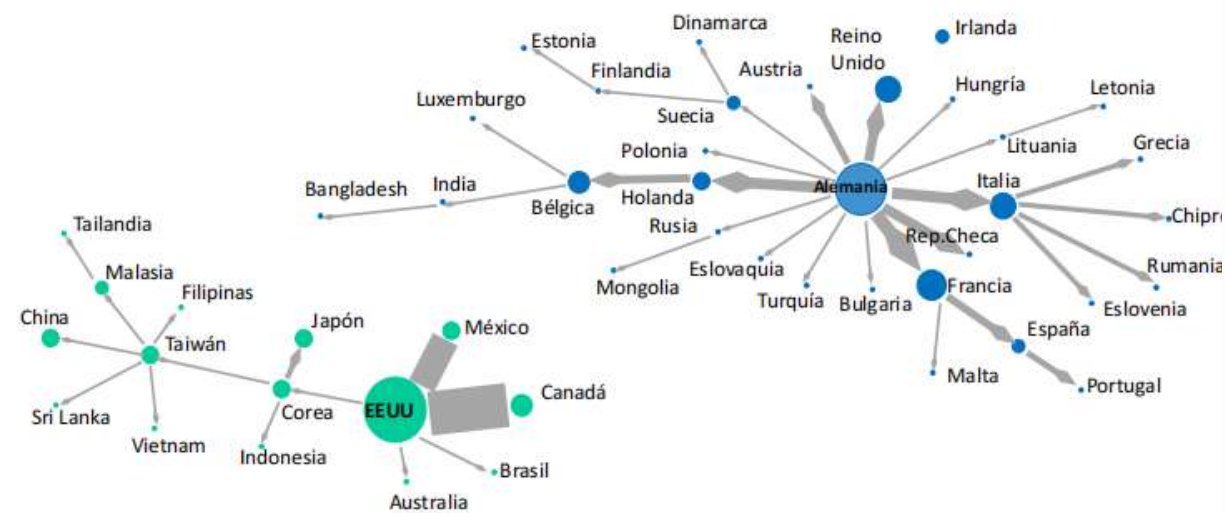 Dinamarca
Estonia
Reino
Unido
Irlanda
Finlandia
Austria
Hungría
Letonia
Luxemburgo
Suecia
Lituania
Grecia
Polonia
Bangladesh
India
Bélgica
Holanda
Alemania
Italia
Chipr
Rusia
Rep.Checa
Tailandia
Eslovaquia
Rumania
Malasia
Mongolia
Turquía
Bulgaria
Francia
Eslovenia
Filipinas
China
Japón
México
España
Taiwán
Malta
Portugal
Canadá
Sri Lanka
Corea
EEUU
Vietnam
Indonesia
Brasil
Australia